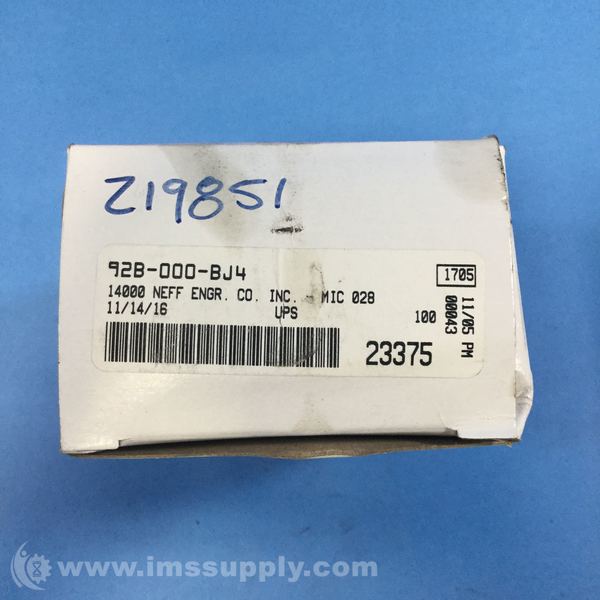 Z19851
92B-000-BJ4
14000 NEFF ENGR. CO. INC. - MIC 028
11/14/16 UPS 100
23375
1705
11/05 PM
00043
www.imssupply.com